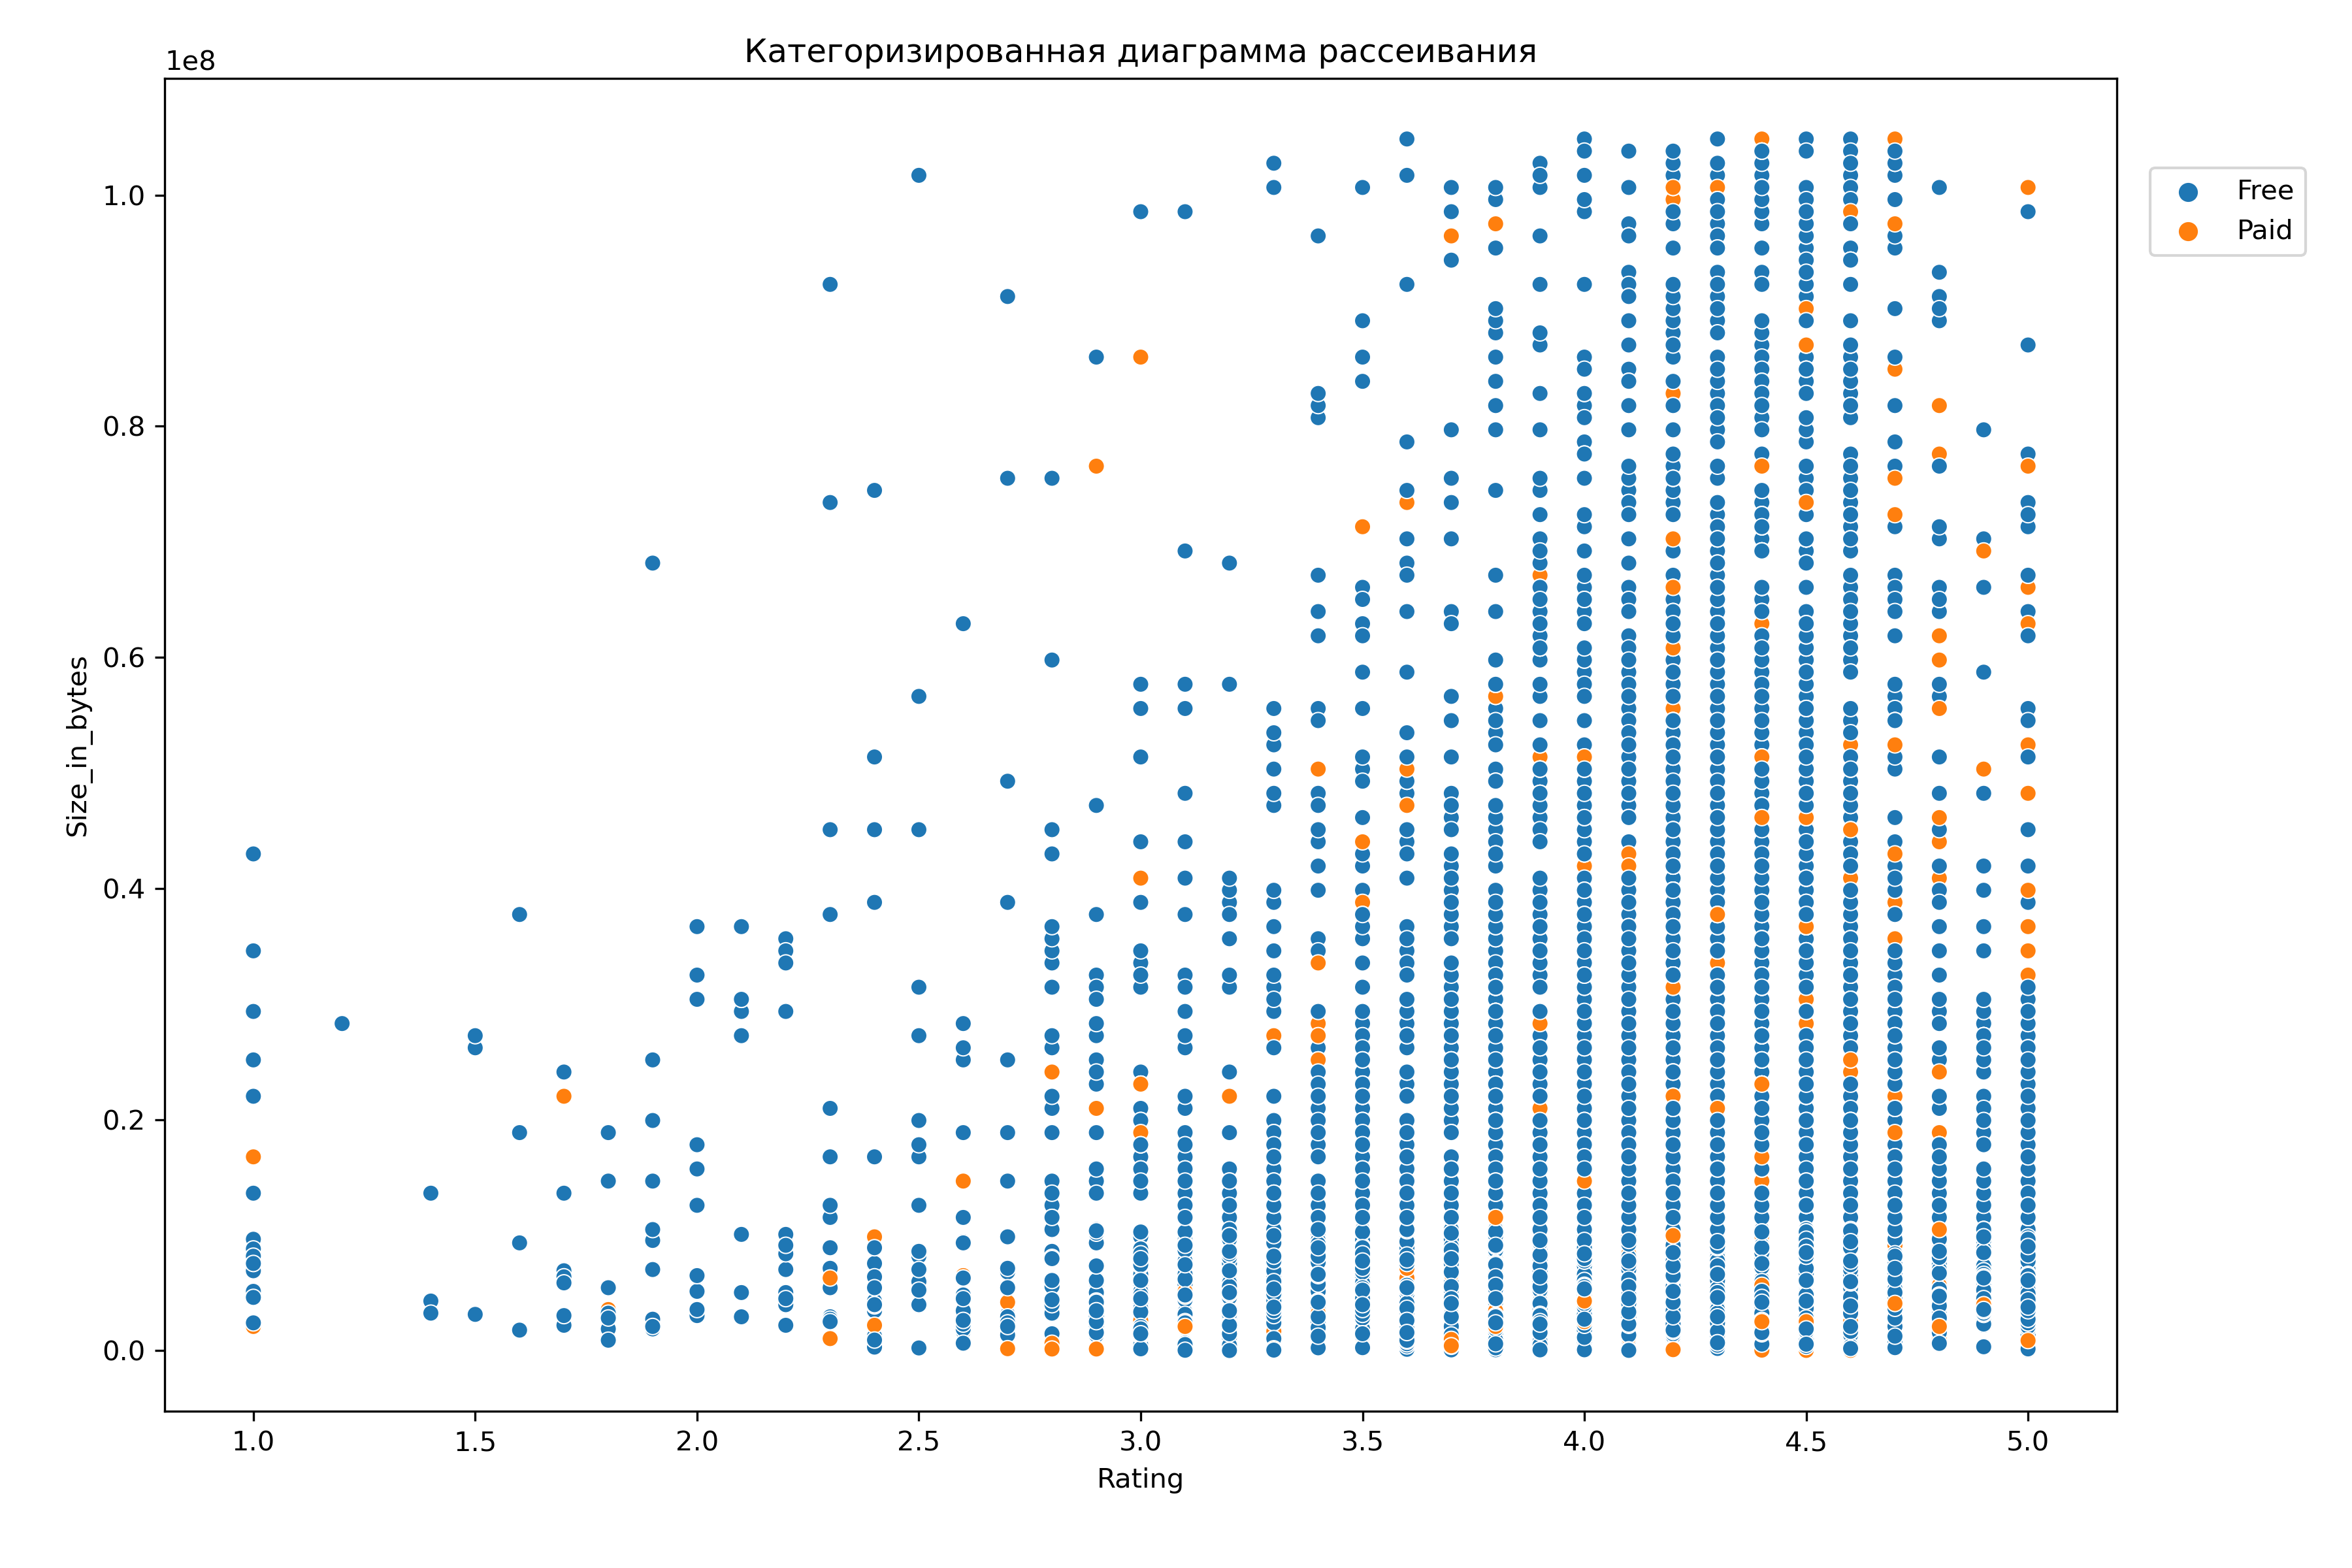 Категоризированная диаграмма рассеивания
1e8
1.0
0.8
0.6
0.4
0.2
0.0
Size_in_bytes
1.0 1.5 2.0 2.5 3.0 3.5 4.0 4.5 5.0
Rating
Free
Paid